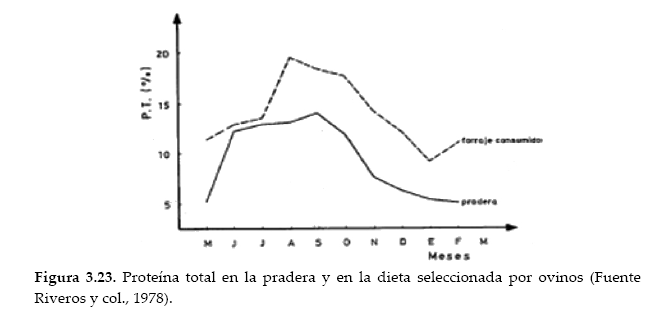 P.T. (%)
20
15
10
5
forraje consumido
pradera
M J J A S O N D E F M
Meses
Figura 3.23. Proteína total en la pradera y en la dieta seleccionada por ovinos (Fuente
Riveros y col., 1978).